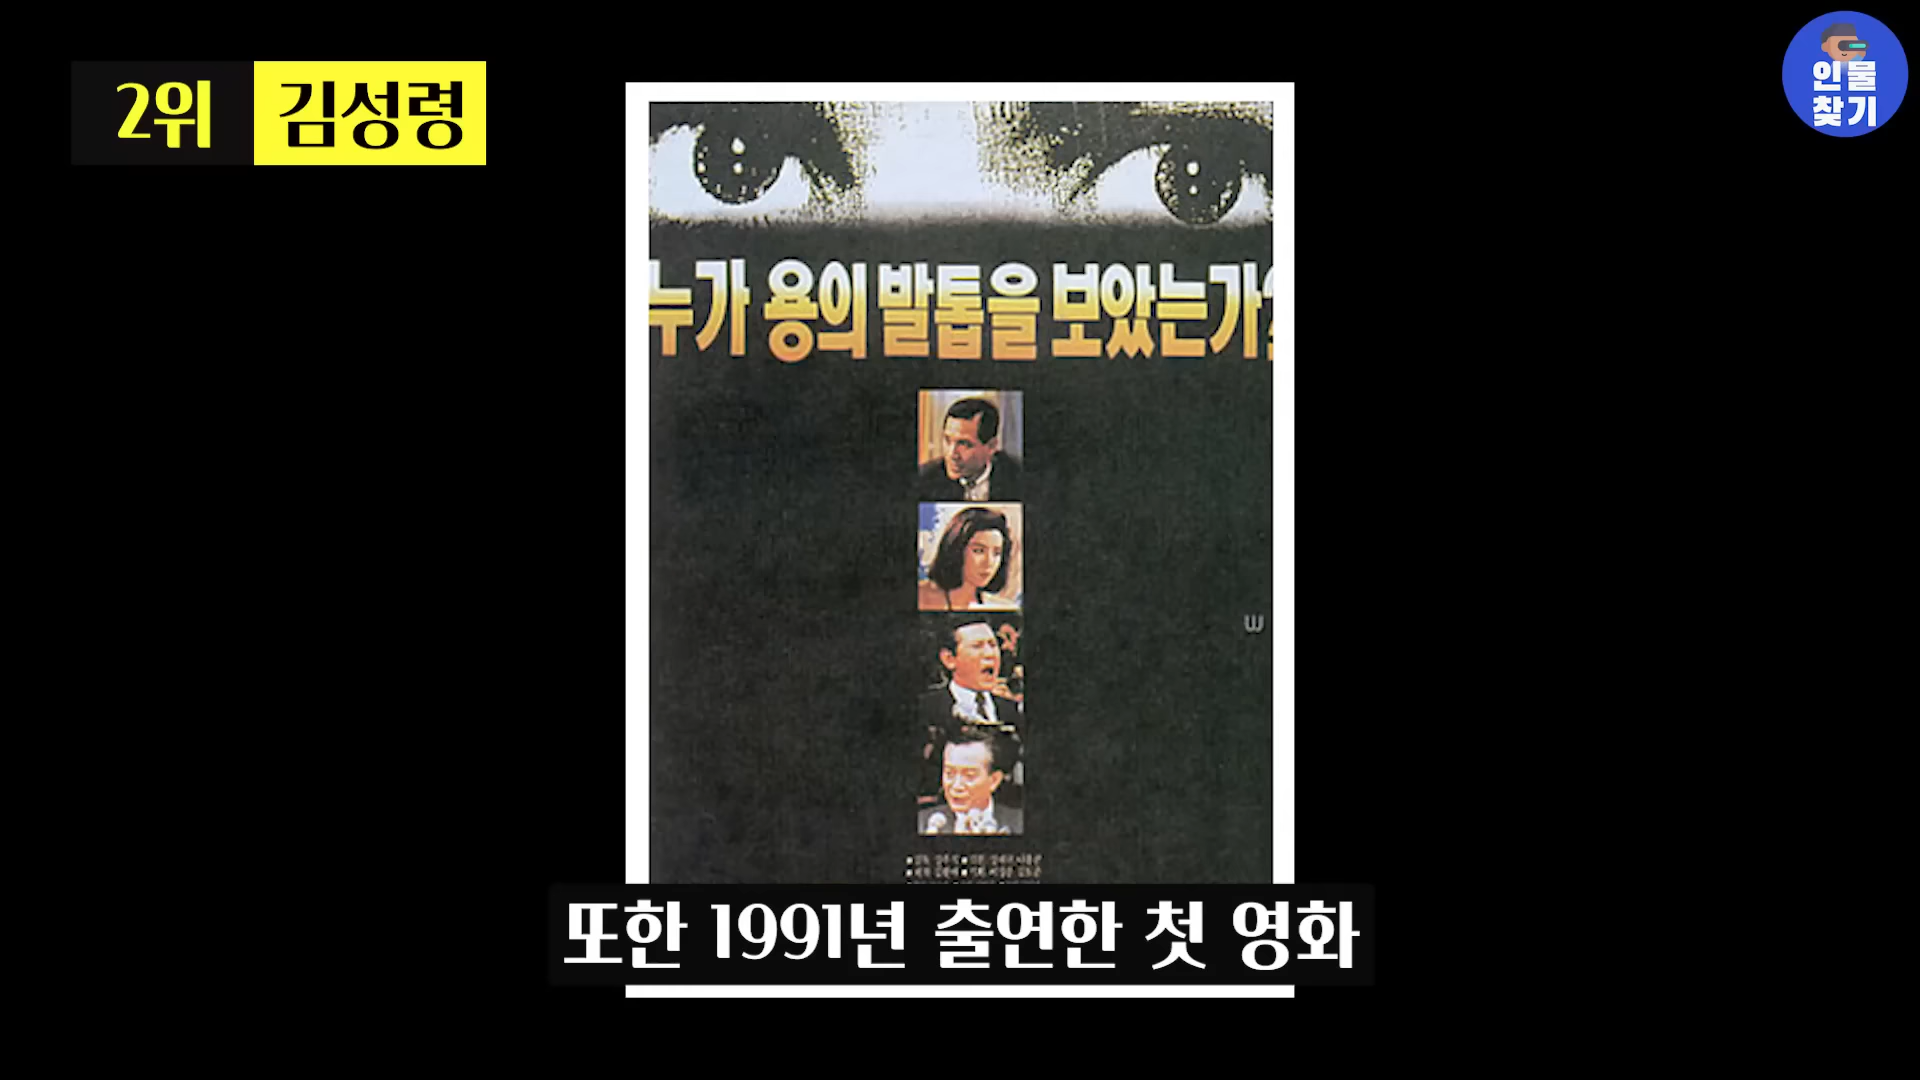 2위 김성령
인물
찾기
누가 용의 발톱을 보았는가?
W
또한 1991년 출연한 첫 영화